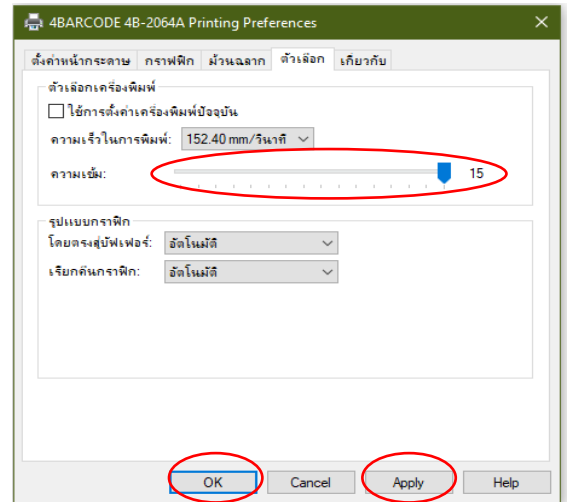 4BARCODE 4B-2064A Printing Preferences
ตั้งค่าหน้ากระดาษ กราฟฟิก ม้วนฉลาก ตัวเลือก เกี่ยวกับ
ตัวเลือกเครื่องพิมพ์
ใช้การตั้งค่าเครื่องพิมพ์ปัจจุบัน
ความเร็วในการพิมพ์: 152.40 mm/วินาที
ความเข้ม: 15
รูปแบบกราฟิก
โดยตรงสู่บัฟเฟอร์: อัตโนมัติ
เรียกคืนกราฟิก: อัตโนมัติ
OK Cancel Apply Help